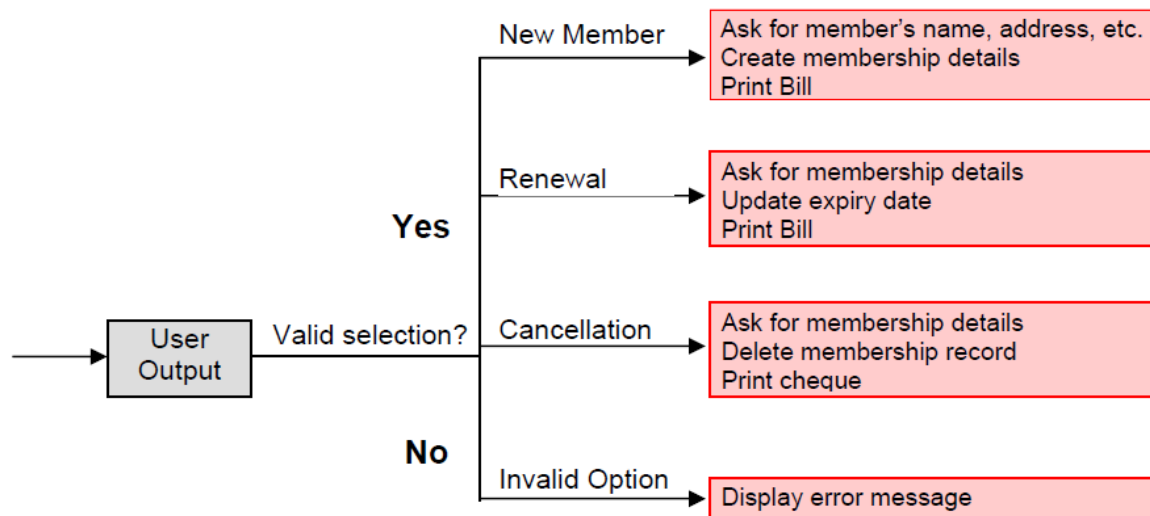 New Member
Ask for member's name, address, etc.
Create membership details
Print Bill
Renewal
Ask for membership details
Update expiry date
Print Bill
Yes
User
Output
Valid selection?
Cancellation
Ask for membership details
Delete membership record
Print cheque
No
Invalid Option
Display error message